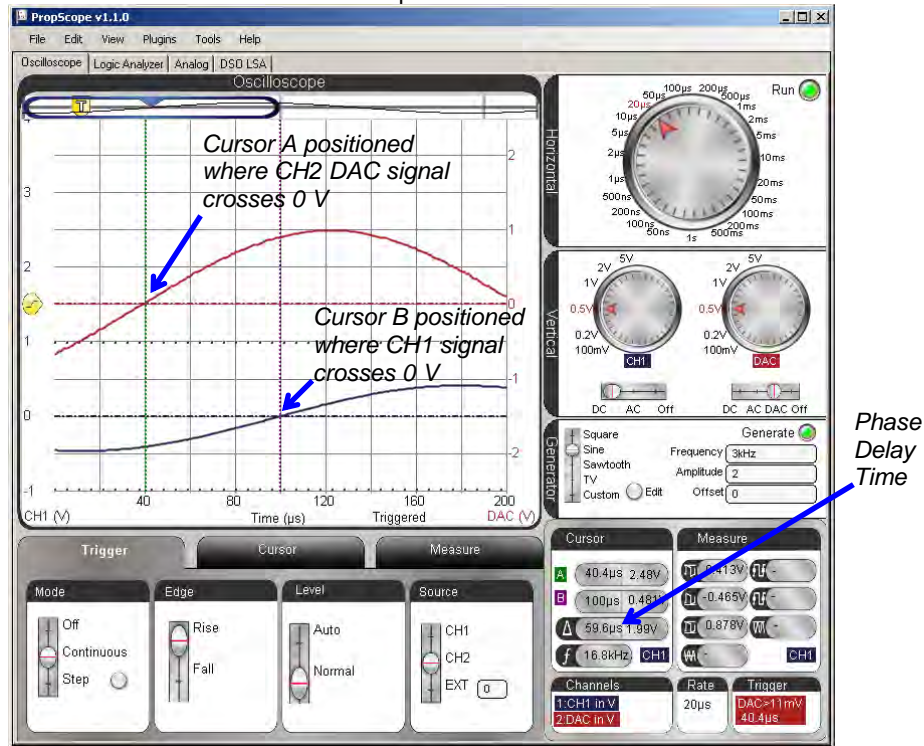 PropScope v1.1.0
File Edit View Plugins Tools Help
Oscilloscope Logic Analyzer Analog DSO LSA
Oscilloscope
T
Cursor A positioned
where CH2 DAC signal
crosses 0 V
Cursor B positioned
where CH1 signal
crosses 0 V
4
3
2
1
0
-1
2
1
0
-1
-2
40 80 120 160 200
CH1 (V) Time (µs) Triggered DAC (V)
Horizontal
Run
50µs 100µs 200µs 500µs
20µs 1ms
10µs 2ms
5µs 5ms
2µs 10ms
1µs 20ms
500ns 50ms
200ns 100ms
100ns 200ms
50ns 1s 500ms
Vertical
5V 5V
2V 2V
1V 1V
0.5V 0.5V
0.2V 0.2V
100mV 100mV
CH1 DAC
DC AC Off DC AC DAC Off
Generator
Square Generate
Sine Frequency 3kHz
Sawtooth Amplitude 2
TV Offset 0
Custom Edit
Phase
Delay
Time
Trigger Cursor Measure
Mode
Off
Continuous
Step
Edge
Rise
Fall
Level
Auto
Normal
Source
CH1
CH2
EXT 0
Cursor
A 40.4µs 2.48V
B 100µs 0.481V
Δ 59.6µs 1.99V
f 16.8kHz CH1
Measure
0.413V -
-0.465V -
0.878V -
- CH1
Channels
1:CH1 in V
2:DAC in V
Rate
20µs
Trigger
DAC>11mV
40.4µs